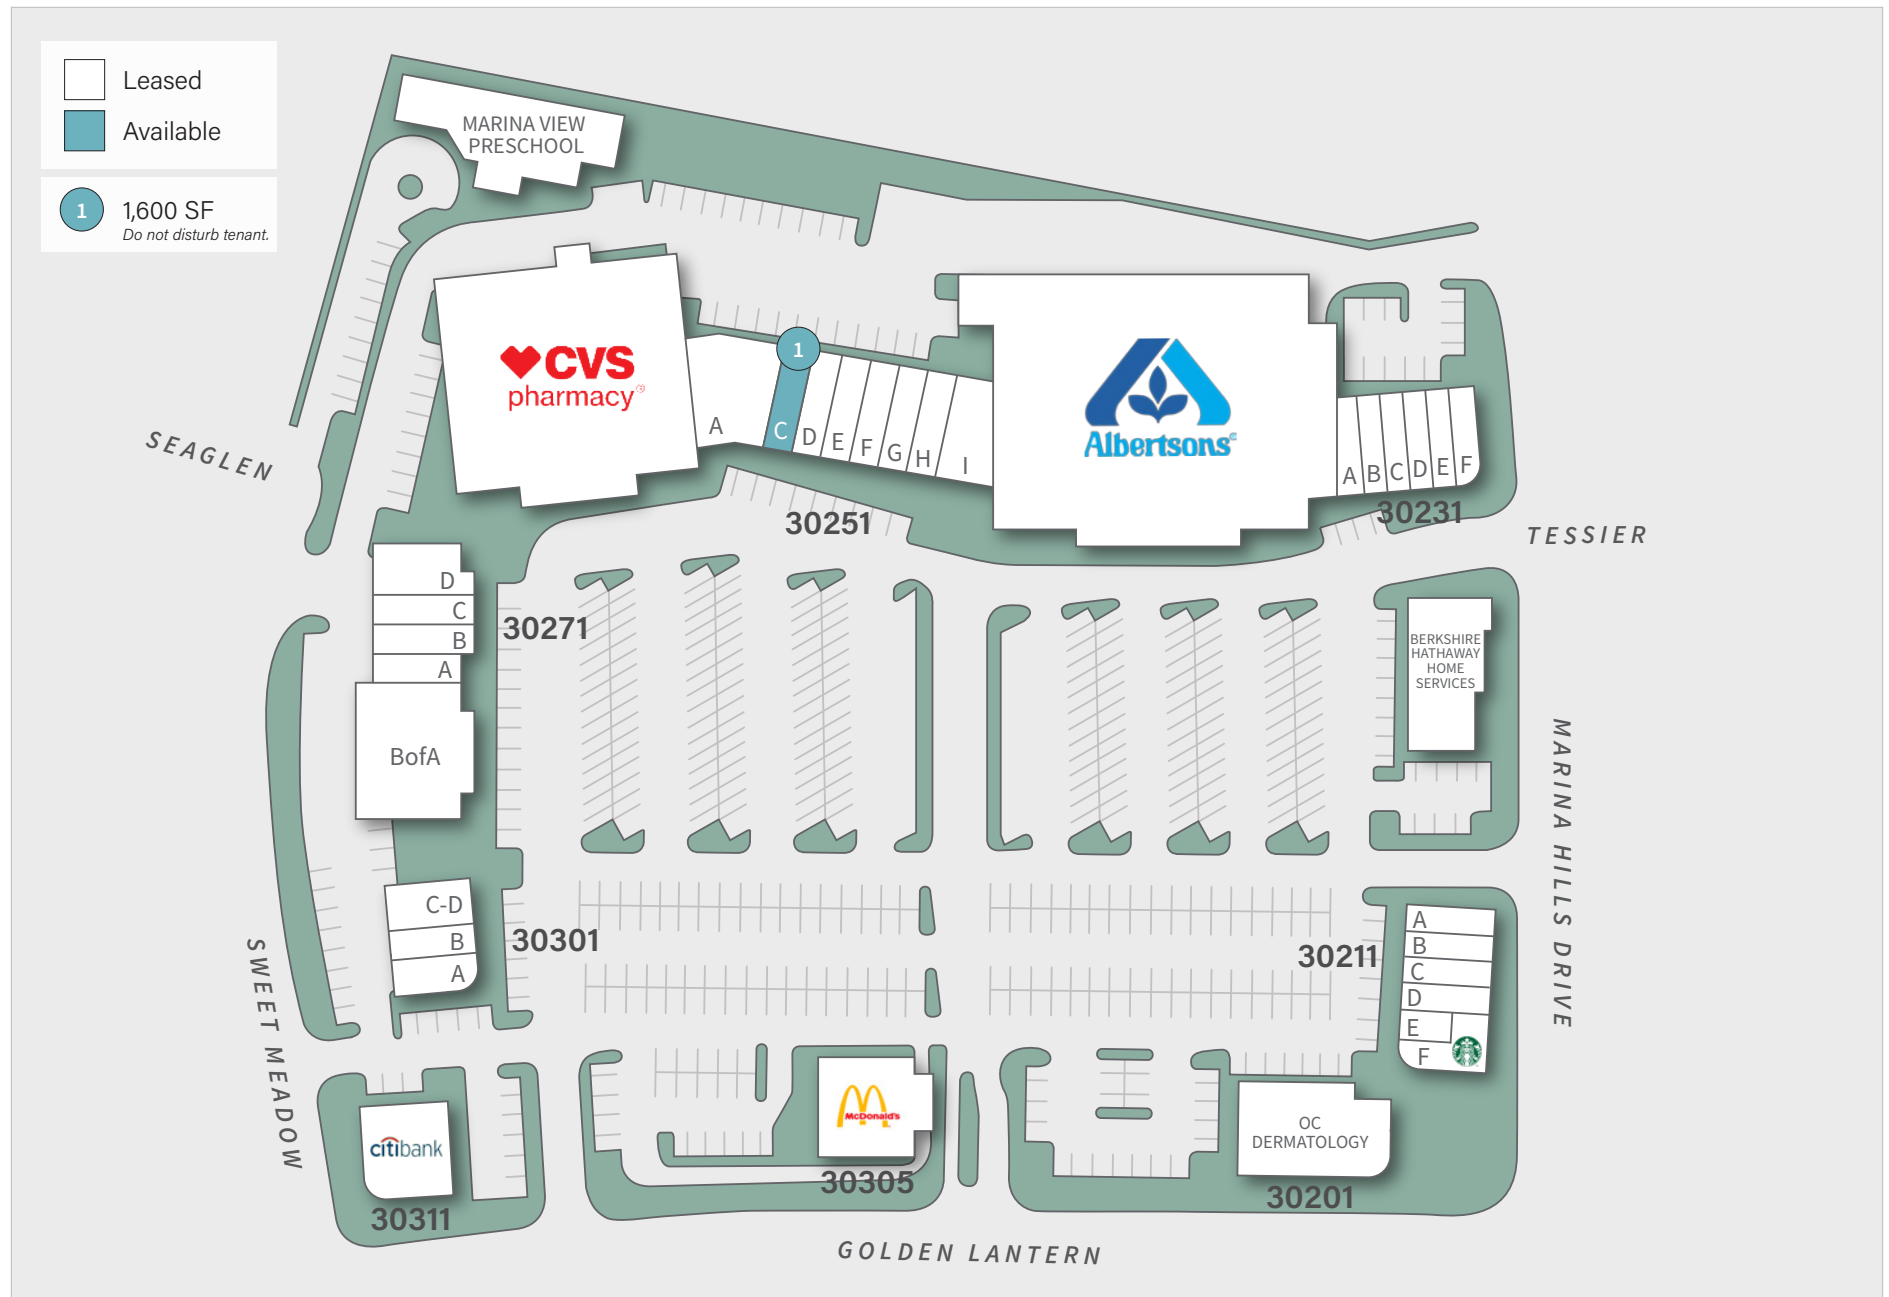 Leased
Available
1
1,600 SF
Do not disturb tenant.
MARINA VIEW
PRESCHOOL
CVS
pharmacy
1
A
C
D
E
F
G
H
I
30251
Albertsons
A
B
C
D
E
F
30231
SEAGLEN
TESSIER
D
C
B
A
30271
BofA
BERKSHIRE
HATHAWAY
HOME
SERVICES
MARINA HILLS DRIVE
C-D
B
A
30301
30211
A
B
C
D
E
F
SWEET MEADOW
citibank
30311
McDonald's
30305
OC
DERMATOLOGY
30201
GOLDEN LANTERN